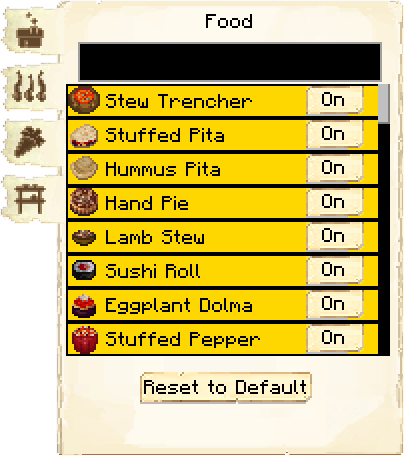 Food
Stew Trencher On
Stuffed Pita On
Hummus Pita On
Hand Pie On
Lamb Stew On
Sushi Roll On
Eggplant Dolma On
Stuffed Pepper On
Reset to Default